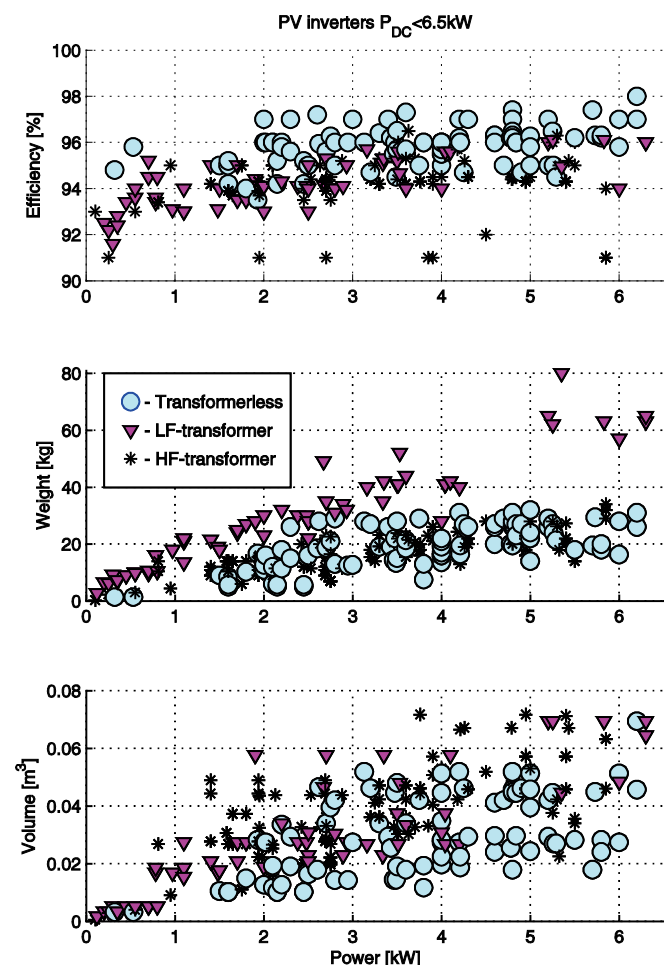 PV inverters P_DC<6.5kW
100
98
96
94
92
90
Efficiency [%]
0 1 2 3 4 5 6
80
60
40
20
0
Weight [kg]
- Transformerless
- LF-transformer
- HF-transformer
0 1 2 3 4 5 6
0.08
0.06
0.04
0.02
0
Volume [m³]
0 1 2 3 4 5 6
Power [kW]